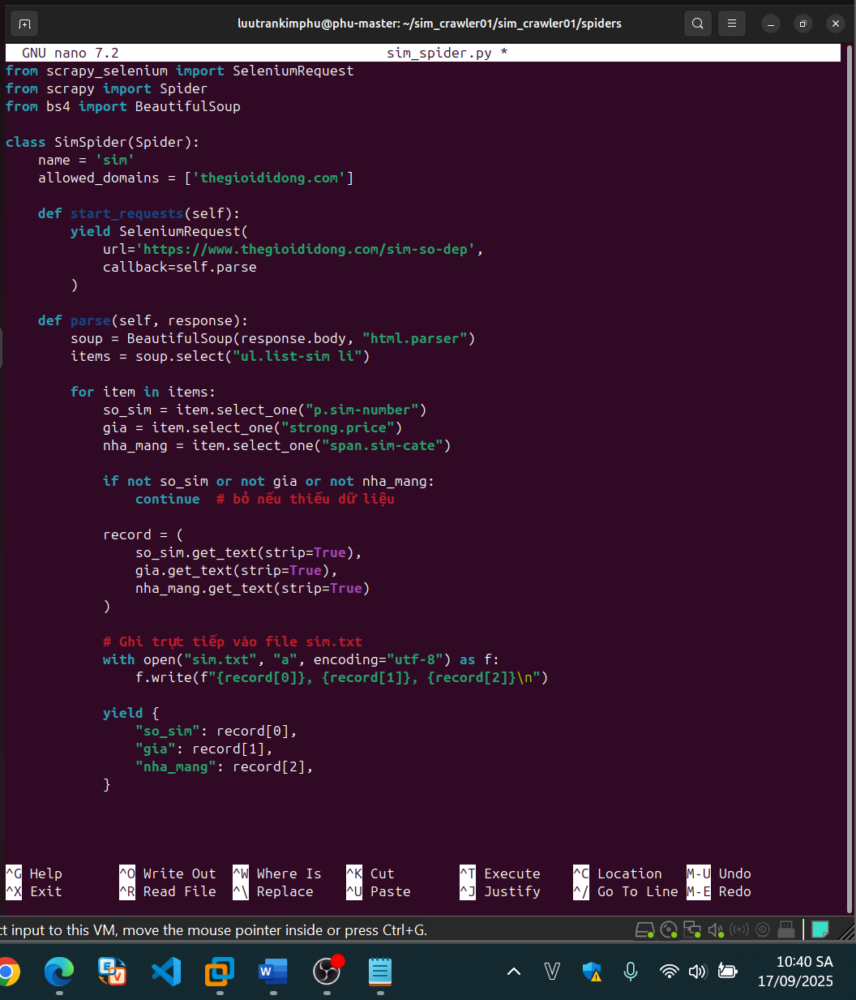 luutrankimphu@phu-master: ~/sim_crawler01/sim_crawler01/spiders
GNU nano 7.2 sim_spider.py *
from scrapy_selenium import SeleniumRequest
from scrapy import Spider
from bs4 import BeautifulSoup
class SimSpider(Spider):
    name = 'sim'
    allowed_domains = ['thegioididong.com']
    def start_requests(self):
        yield SeleniumRequest(
            url='https://www.thegioididong.com/sim-so-dep',
            callback=self.parse
        )
    def parse(self, response):
        soup = BeautifulSoup(response.body, "html.parser")
        items = soup.select("ul.list-sim li")
        for item in items:
            so_sim = item.select_one("p.sim-number")
            gia = item.select_one("strong.price")
            nha_mang = item.select_one("span.sim-cate")
            if not so_sim or not gia or not nha_mang:
                continue  # bỏ nếu thiếu dữ liệu
            record = (
                so_sim.get_text(strip=True),
                gia.get_text(strip=True),
                nha_mang.get_text(strip=True)
            )
            # Ghi trực tiếp vào file sim.txt
            with open("sim.txt", "a", encoding="utf-8") as f:
                f.write(f"{record[0]}, {record[1]}, {record[2]}\n")
            yield {
                "so_sim": record[0],
                "gia": record[1],
                "nha_mang": record[2],
            }
^G Help ^O Write Out ^W Where Is ^K Cut ^T Execute ^C Location M-U Undo
^X Exit ^R Read File ^\ Replace ^U Paste ^J Justify ^/ Go To Line M-E Redo
ct input to this VM, move the mouse pointer inside or press Ctrl+G.
10:40 SA
17/09/2025